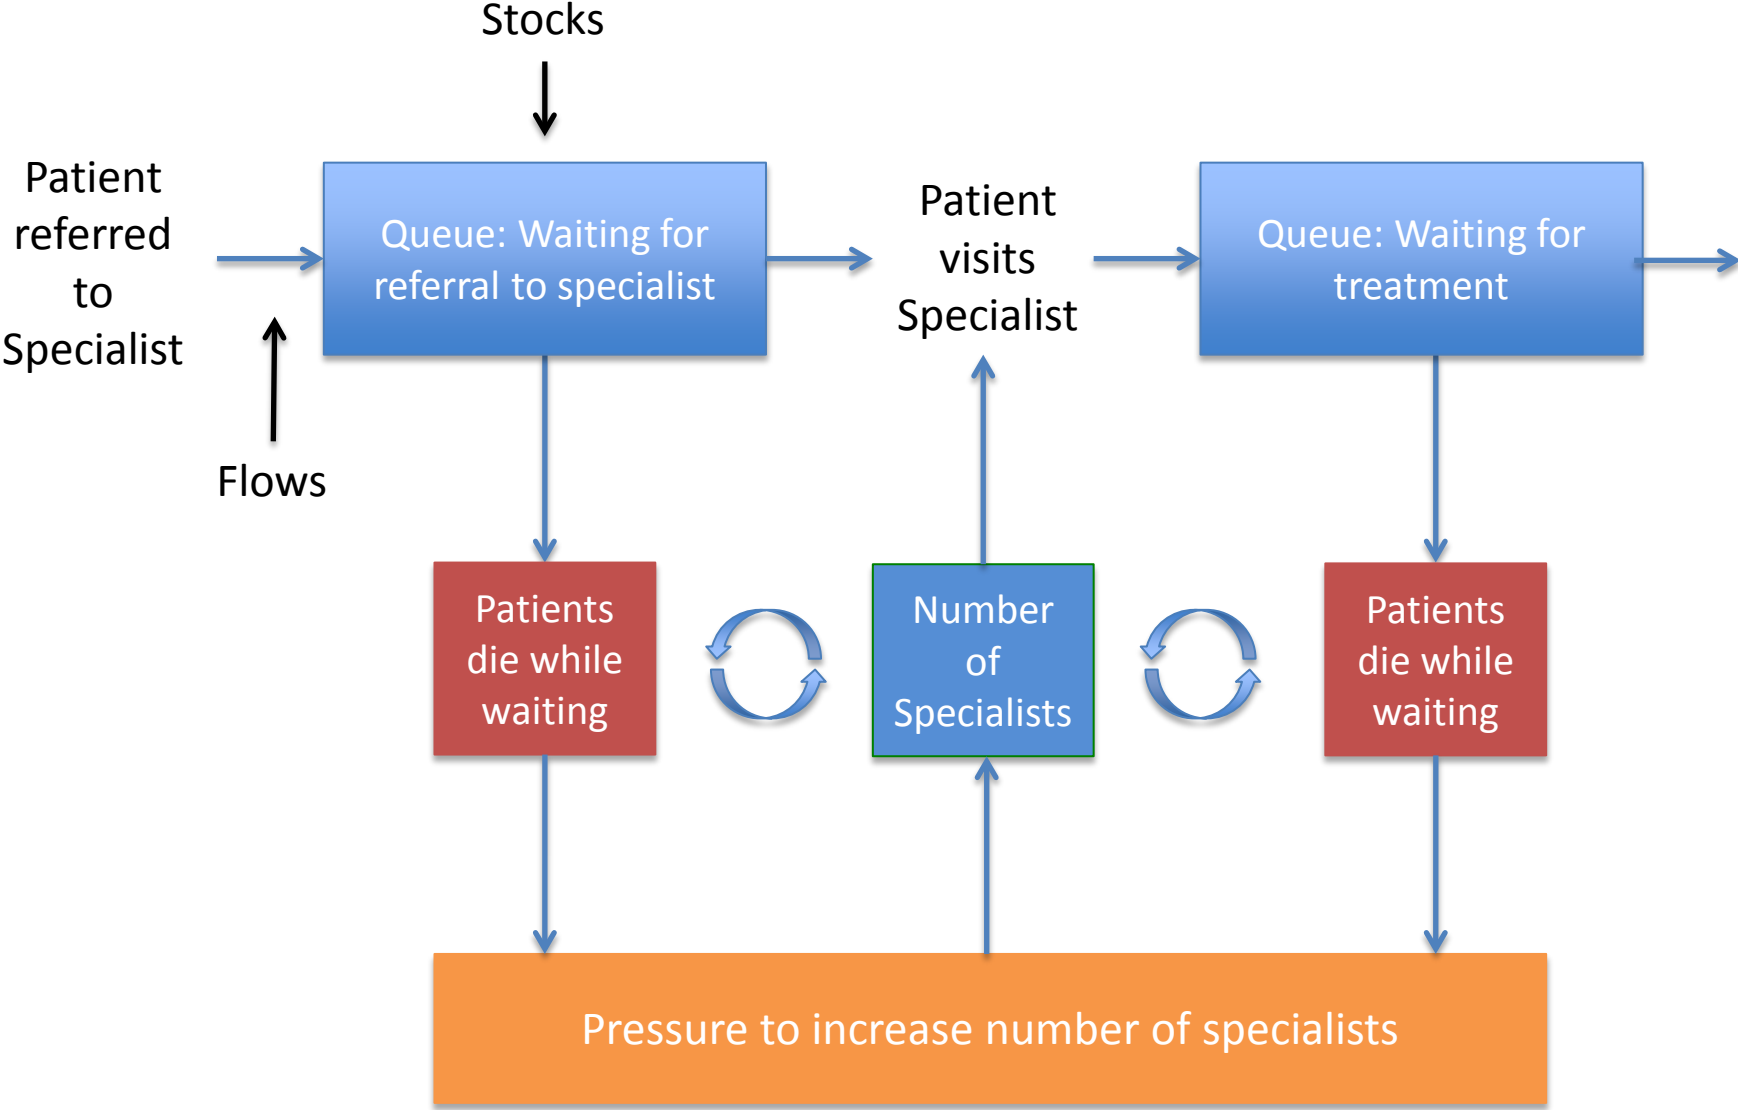 Stocks
Patient
referred
to
Specialist
Queue: Waiting for
referral to specialist
Patient
visits
Specialist
Queue: Waiting for
treatment
Flows
Patients
die while
waiting
Number
of
Specialists
Patients
die while
waiting
Pressure to increase number of specialists